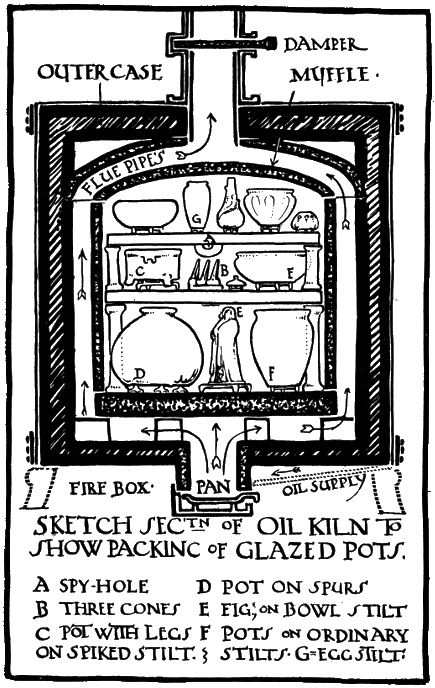 DAMPER
OUTER CASE
MUFFLE.
FLUE PIPES
G
A
C
B
F
E
D
F
FIRE BOX.
PAN
OIL SUPPLY
SKETCH SECTN OF OIL KILN TO
SHOW PACKING OF GLAZED POTS.
A SPY-HOLE
B THREE CONES
C POT WITH LEGS
ON SPIKED STILT. ;
D POT ON SPURS
E FIG; ON BOWL STILT
F POTS ON ORDINARY
STILTS. G=EGG STILT.